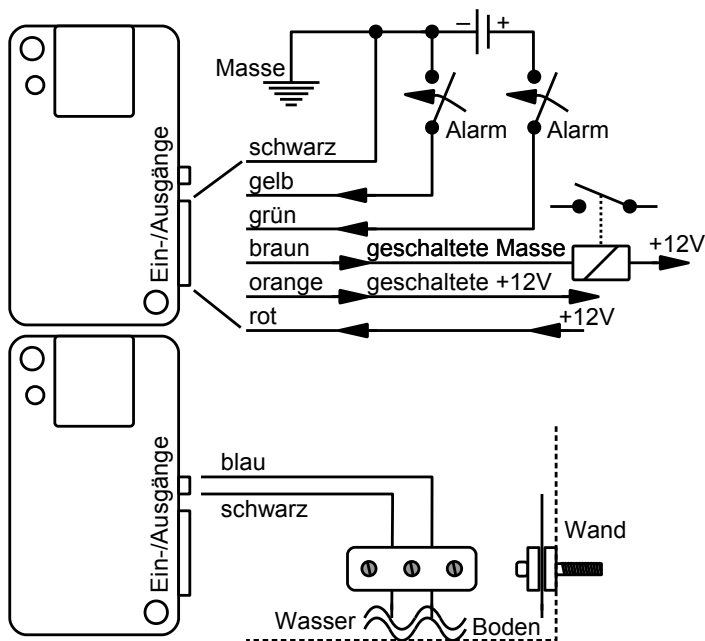 – +
Masse
Alarm
Alarm
schwarz
gelb
grün
braun geschaltete Masse +12V
orange geschaltete +12V
rot +12V
Ein-/Ausgänge
blau
schwarz
Ein-/Ausgänge
Wand
Wasser Boden